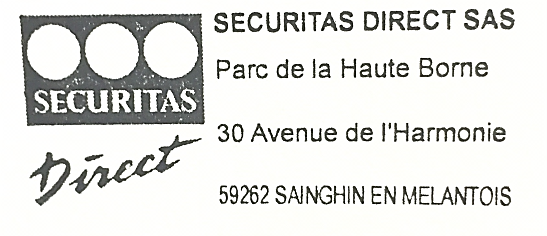 SECURITAS
Direct
SECURITAS DIRECT SAS
Parc de la Haute Borne
30 Avenue de l'Harmonie
59262 SAINGHIN EN MELANTOIS